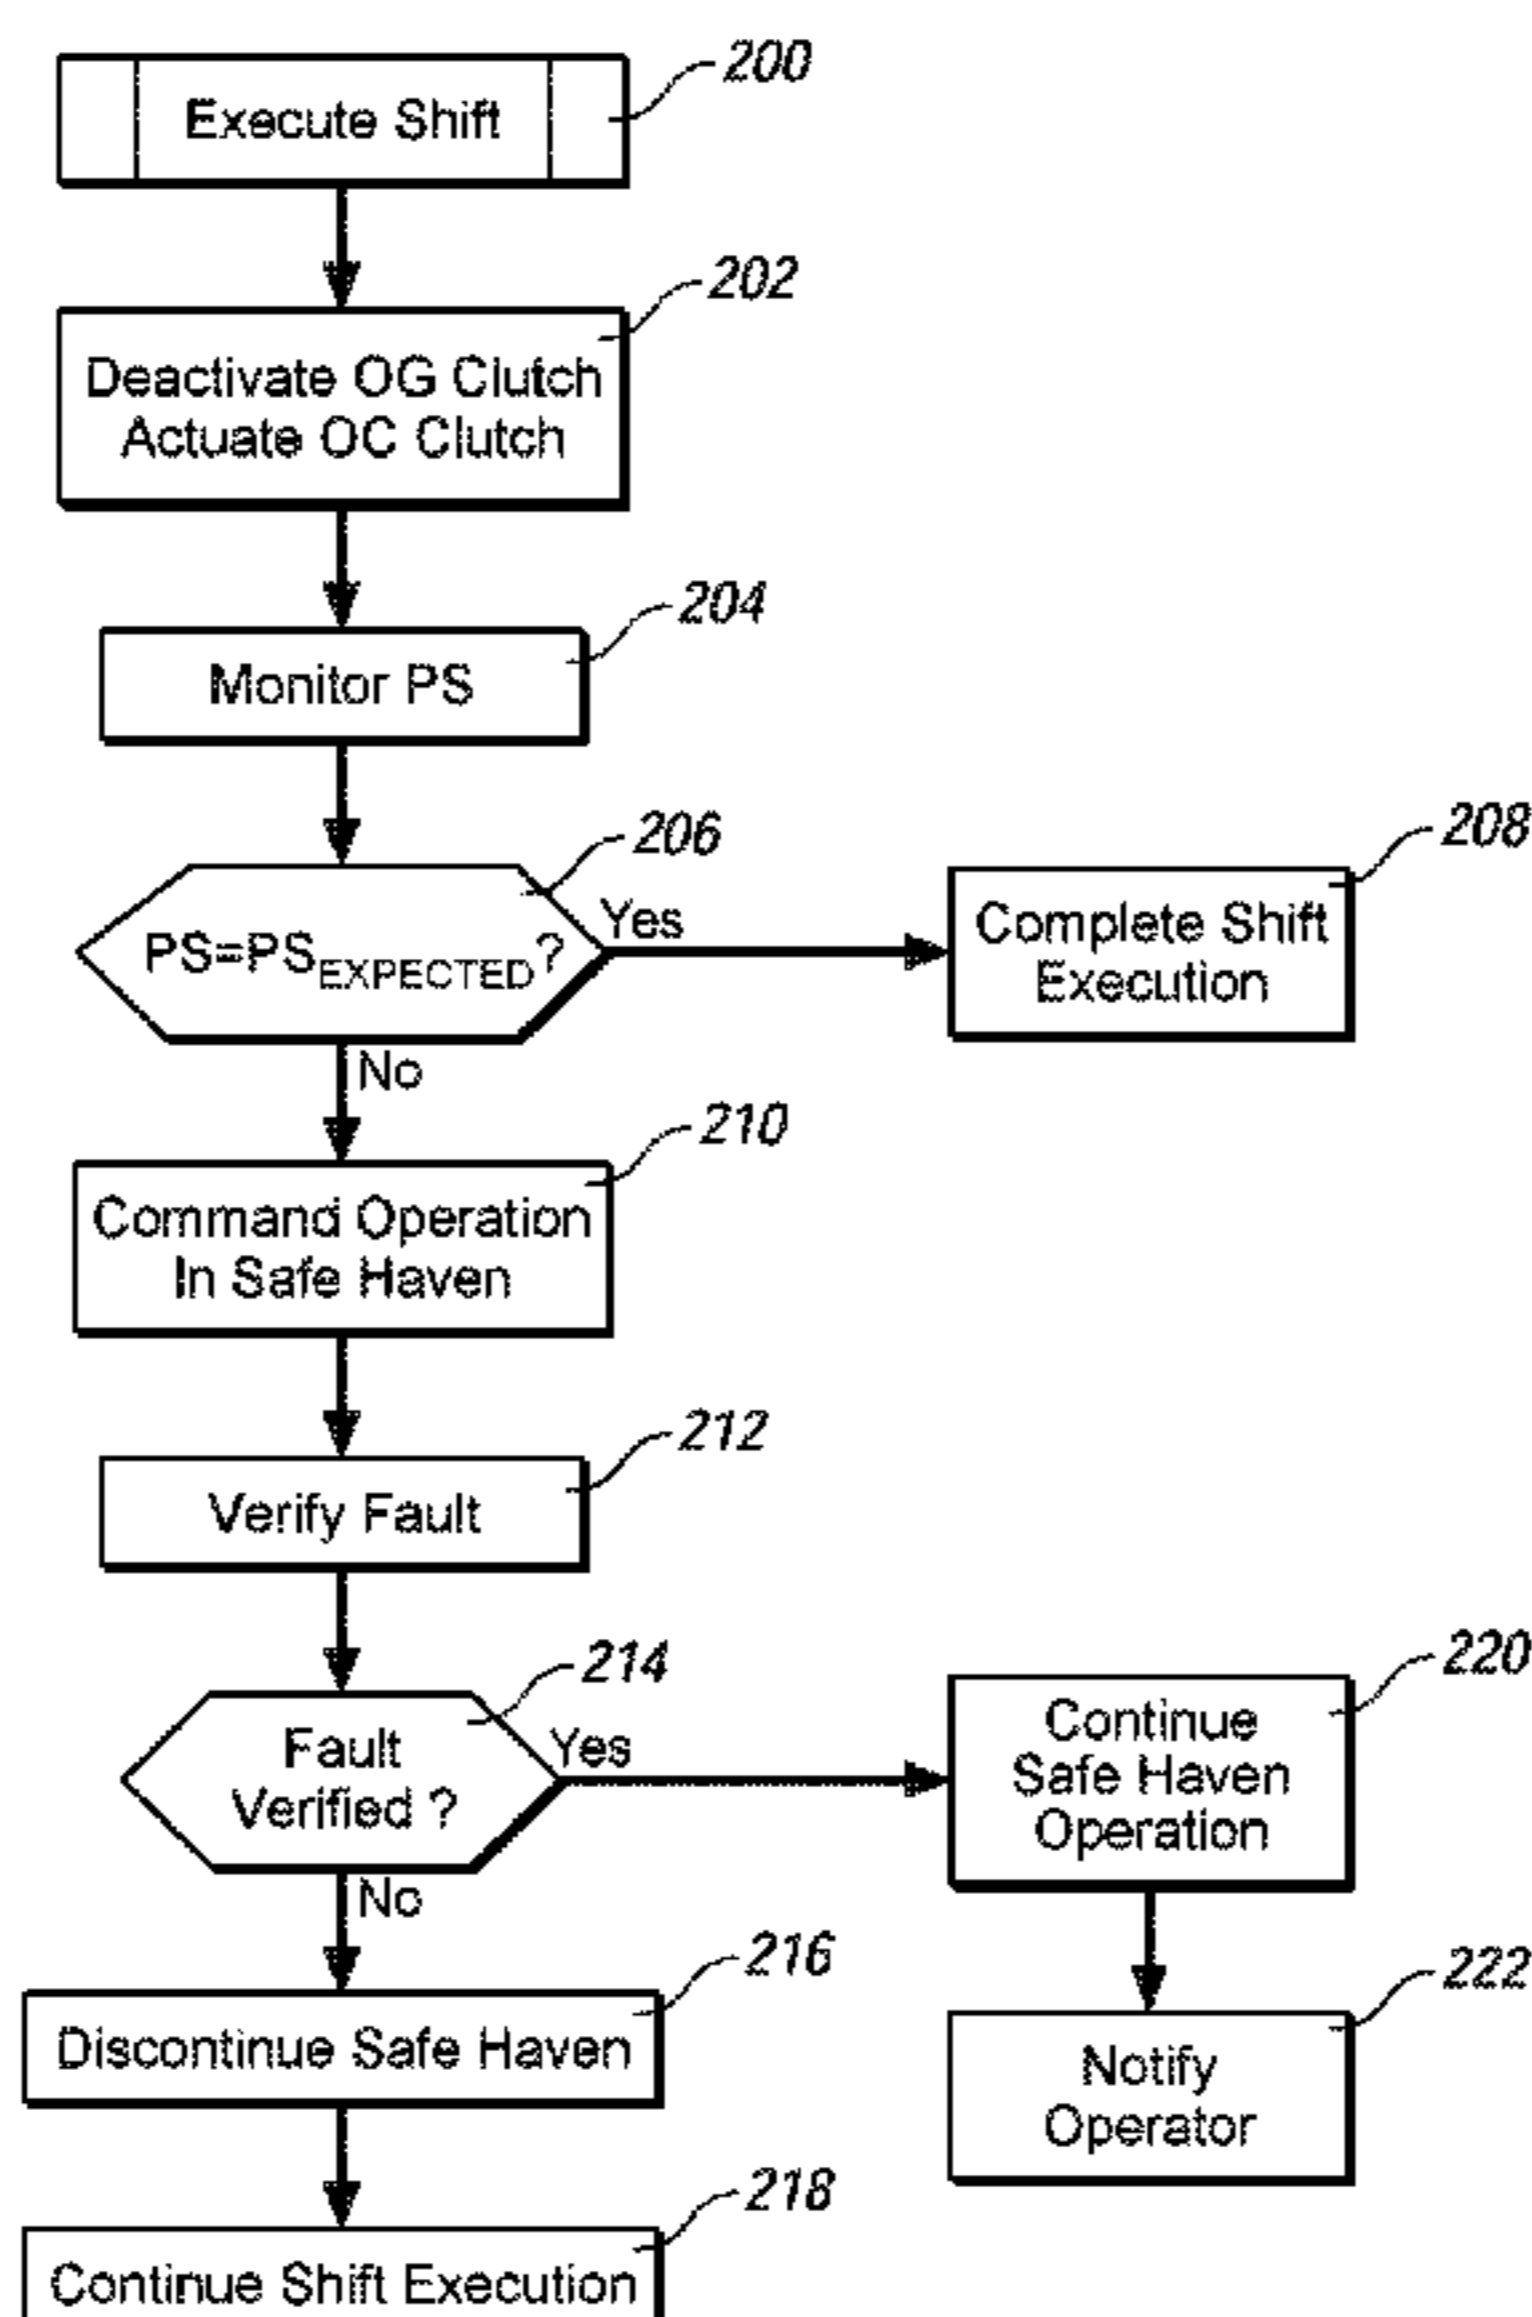 200
Execute Shift
202
Deactivate OG Clutch
Actuate OC Clutch
204
Monitor PS
206
PS=PSEXPECTED?
Yes
208
Complete Shift
Execution
No
210
Command Operation
In Safe Haven
212
Verify Fault
214
Fault
Verified ?
Yes
220
Continue
Safe Haven
Operation
No
216
Discontinue Safe Haven
222
Notify
Operator
218
Continue Shift Execution